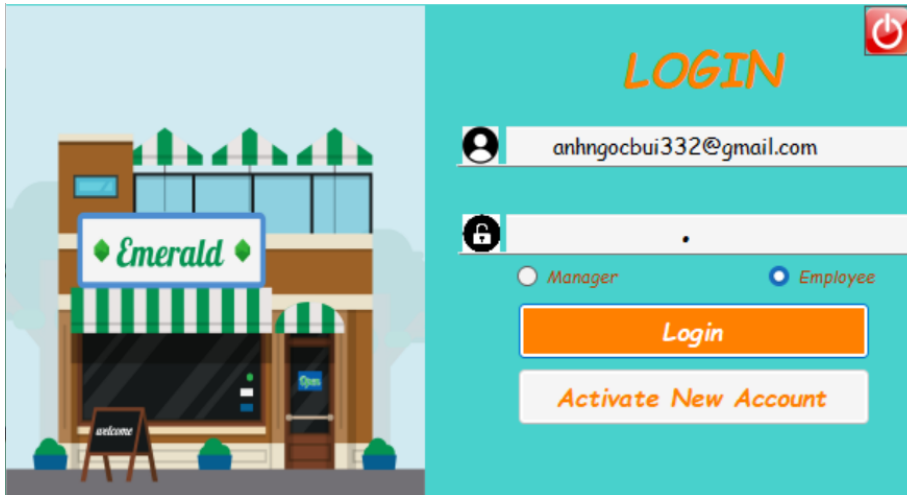 LOGIN
anhngocbui332@gmail.com
Manager
Employee
Login
Activate New Account
Emerald
Open
welcome